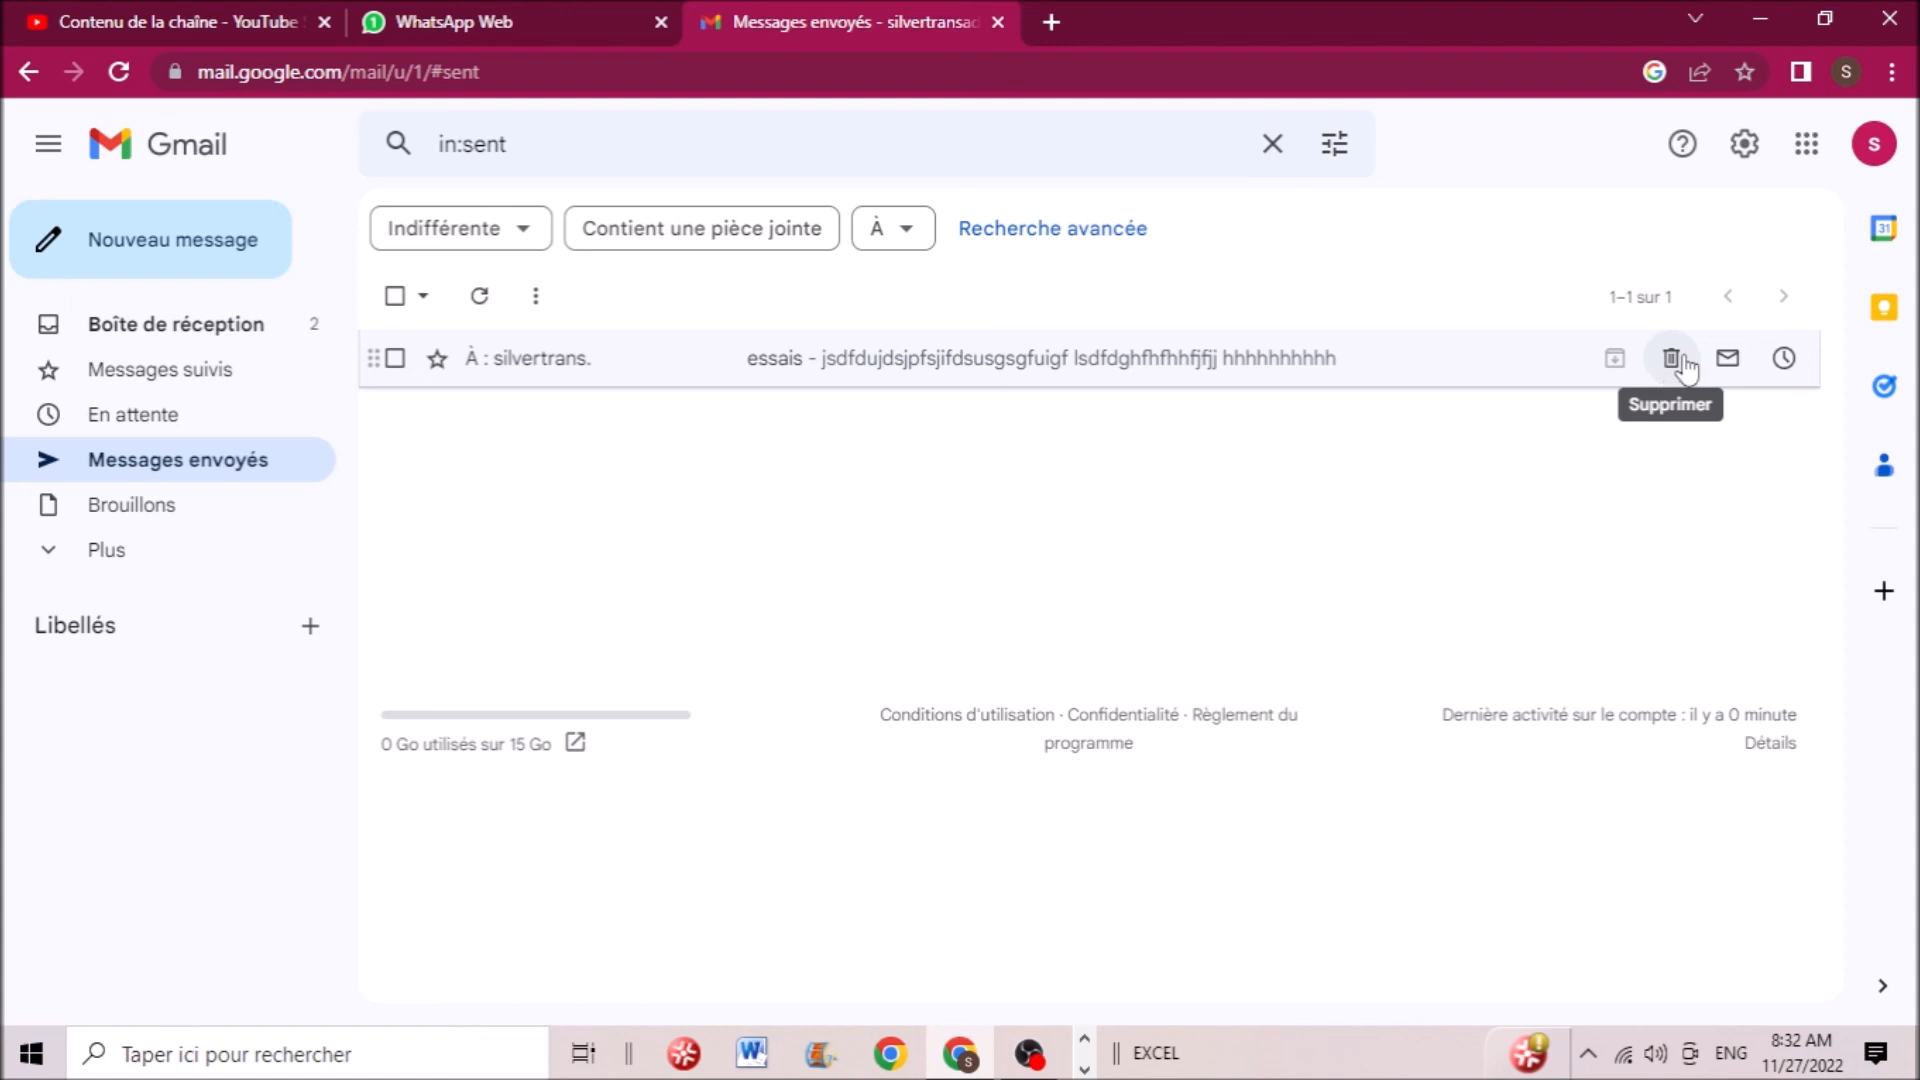 Contenu de la chaîne - YouTube
WhatsApp Web
Messages envoyés - silvertransac
mail.google.com/mail/u/1/#sent
S
Gmail
in:sent
S
Nouveau message
Indifférente
Contient une pièce jointe
À
Recherche avancée
31
1–1 sur 1
Boîte de réception 2
À : silvertrans.
essais - jsdfdujdsjpfsjifdsusgsgfuigf lsdfdghfhfhhfjfijj hhhhhhhhhh
Supprimer
Messages suivis
En attente
Messages envoyés
Brouillons
Plus
Libellés
0 Go utilisés sur 15 Go
Conditions d'utilisation · Confidentialité · Règlement du
programme
Dernière activité sur le compte : il y a 0 minute
Détails
Taper ici pour rechercher
EXCEL
ENG
8:32 AM
11/27/2022